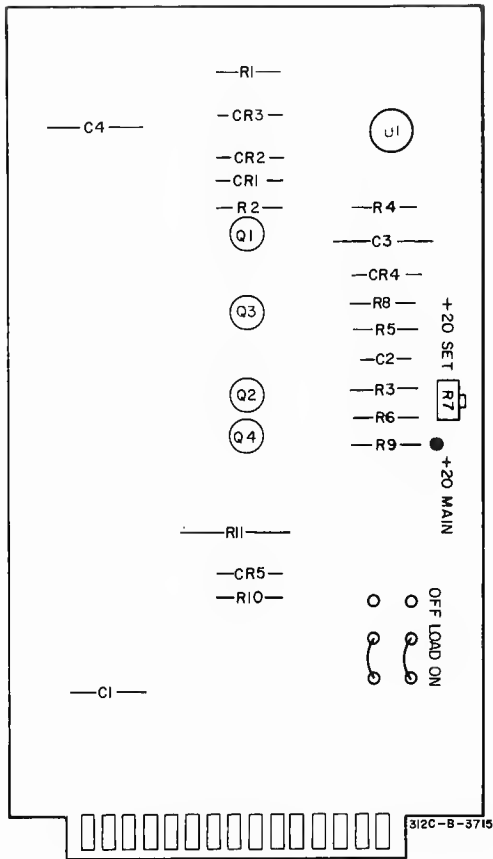 R1
C4
CR3
U1
CR2
CR1
R2
R4
Q1
C3
CR4
R8
Q3
R5
+20 SET
C2
R3
R7
Q2
R6
Q4
R9
+20 MAIN
R11
CR5
R10
OFF LOAD ON
C1
312C-B-3715